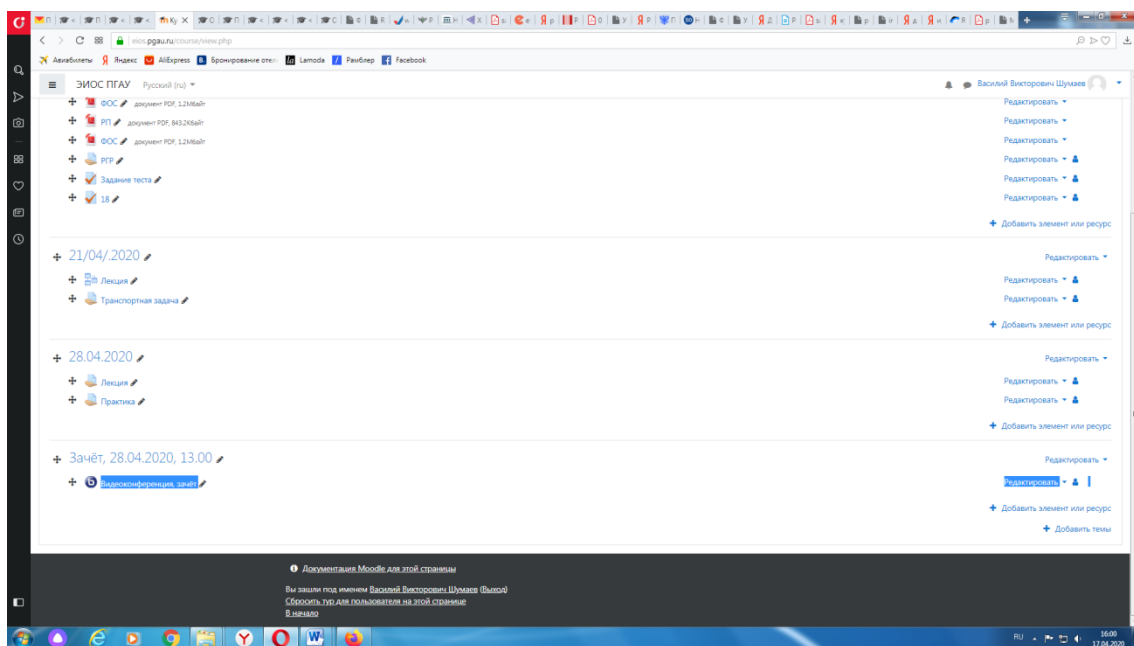 eios.pgau.ru/course/view.php
Авиабилеты Яндекс AliExpress Бронирование отел Lamoda Рамблер Facebook
ЭИОС ПГАУ Русский (ru) Василий Викторович Шумаев
ФОС документ PDF, 1.2Мбайт Редактировать
РП документ PDF, 843.2Кбайт Редактировать
ФОС документ PDF, 1.2Мбайт Редактировать
РГР Редактировать
Задание теста Редактировать
18 Редактировать
Добавить элемент или ресурс
21/04/.2020 Редактировать
Лекция Редактировать
Транспортная задача Редактировать
Добавить элемент или ресурс
28.04.2020 Редактировать
Лекция Редактировать
Практика Редактировать
Добавить элемент или ресурс
Зачёт, 28.04.2020, 13.00 Редактировать
Видеоконференция, зачёт Редактировать
Добавить элемент или ресурс
Добавить темы
Документация Moodle для этой страницы
Вы зашли под именем Василий Викторович Шумаев (Выход)
Сбросить тур для пользователя на этой странице
В начало
RU 16:00
17.04.2020